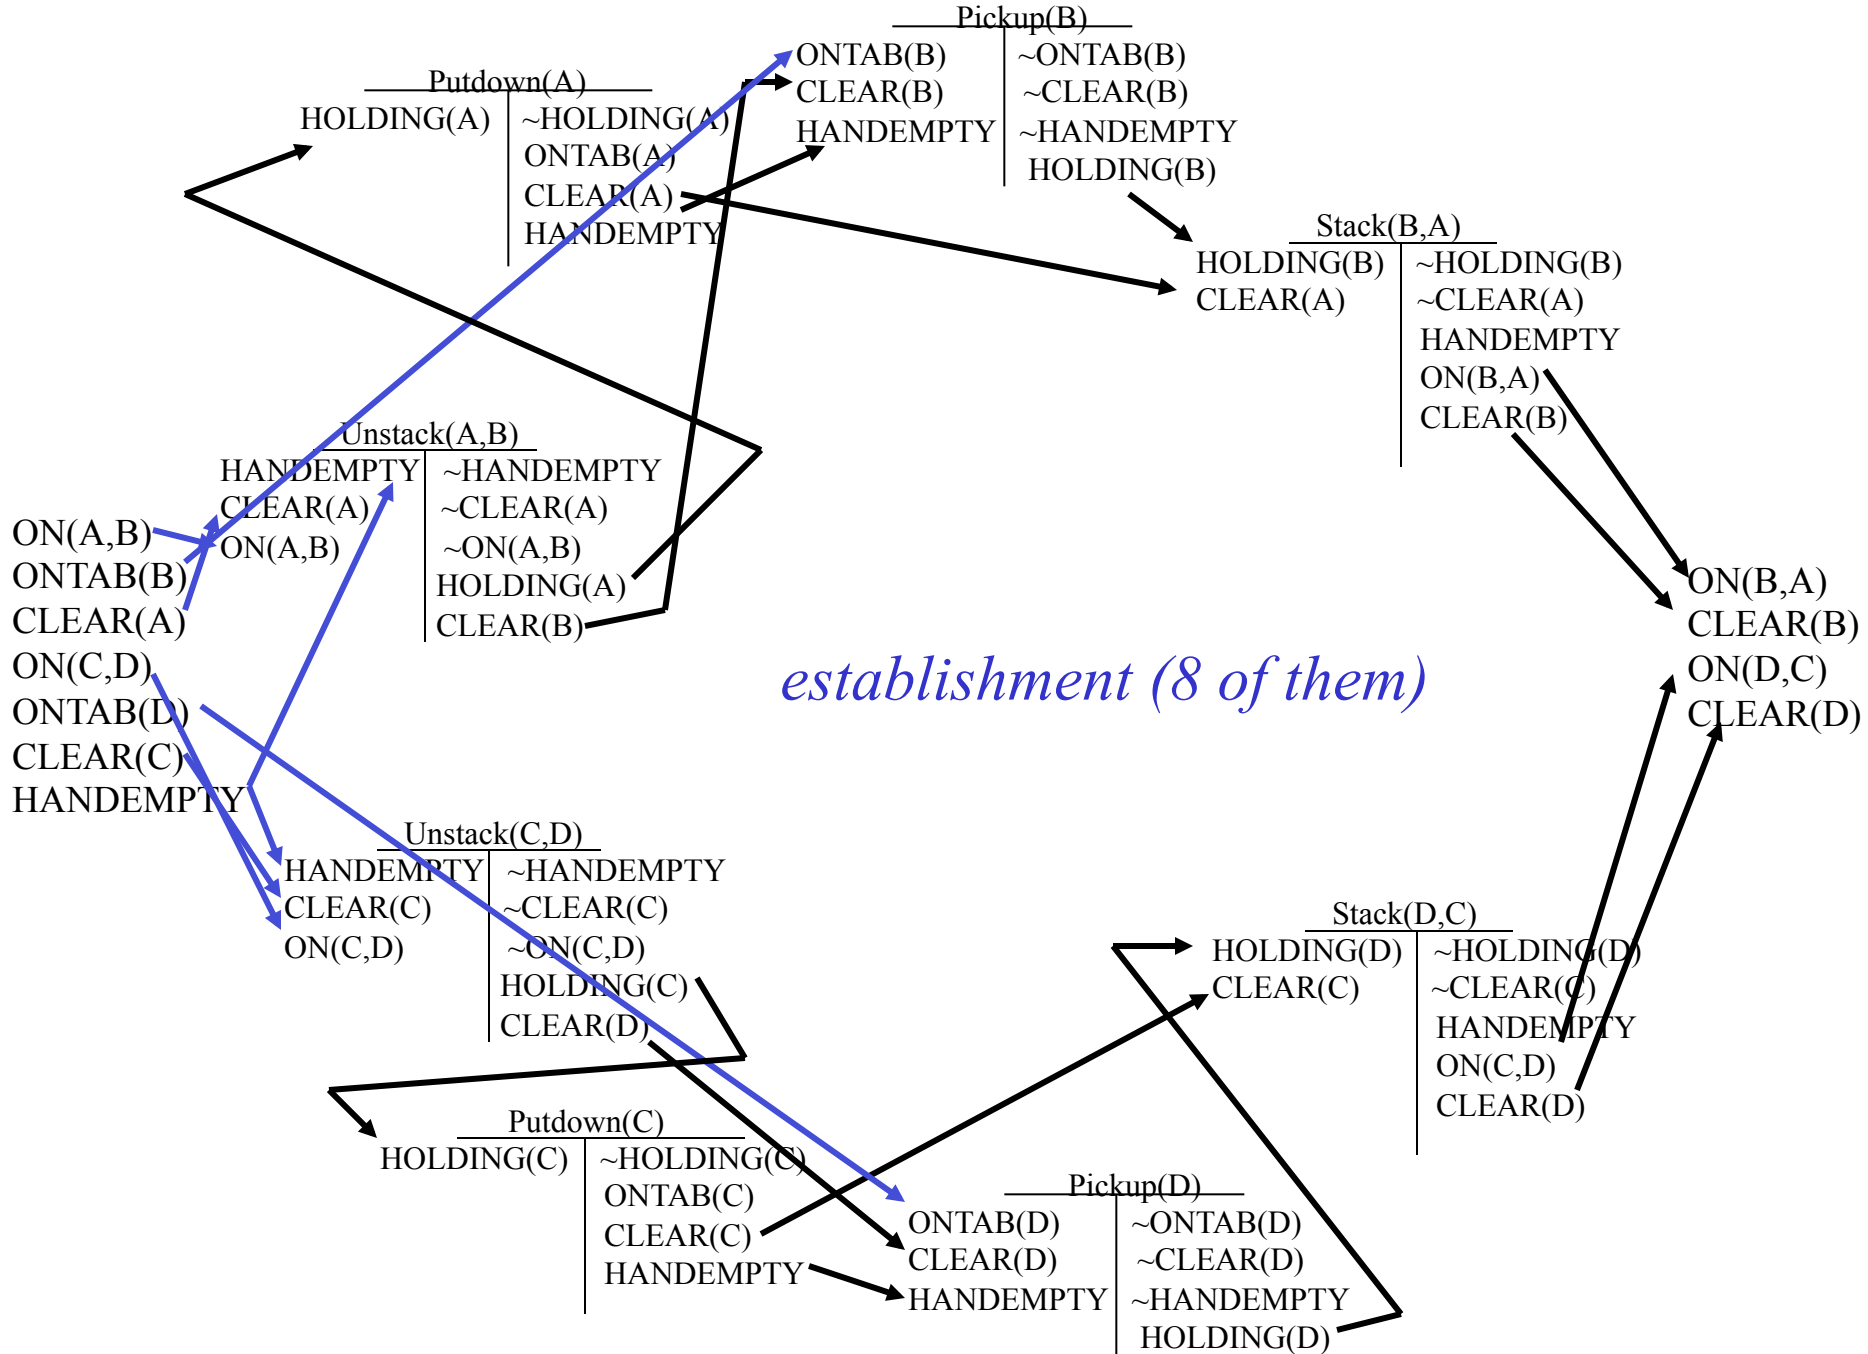 Pickup(B)
ONTAB(B) ~ONTAB(B)
CLEAR(B) ~CLEAR(B)
HANDEMPTY ~HANDEMPTY
HOLDING(B)
Putdown(A)
HOLDING(A) ~HOLDING(A)
ONTAB(A)
CLEAR(A)
HANDEMPTY
Stack(B,A)
HOLDING(B) ~HOLDING(B)
CLEAR(A) ~CLEAR(A)
HANDEMPTY
ON(B,A)
CLEAR(B)
Unstack(A,B)
HANDEMPTY ~HANDEMPTY
CLEAR(A) ~CLEAR(A)
ON(A,B) ~ON(A,B)
HOLDING(A)
CLEAR(B)
ON(A,B)
ONTAB(B)
CLEAR(A)
ON(C,D)
ONTAB(D)
CLEAR(C)
HANDEMPTY
establishment (8 of them)
ON(B,A)
CLEAR(B)
ON(D,C)
CLEAR(D)
Unstack(C,D)
HANDEMPTY ~HANDEMPTY
CLEAR(C) ~CLEAR(C)
ON(C,D) ~ON(C,D)
HOLDING(C)
CLEAR(D)
Stack(D,C)
HOLDING(D) ~HOLDING(D)
CLEAR(C) ~CLEAR(C)
HANDEMPTY
ON(C,D)
CLEAR(D)
Putdown(C)
HOLDING(C) ~HOLDING(C)
ONTAB(C)
CLEAR(C)
HANDEMPTY
Pickup(D)
ONTAB(D) ~ONTAB(D)
CLEAR(D) ~CLEAR(D)
HANDEMPTY ~HANDEMPTY
HOLDING(D)